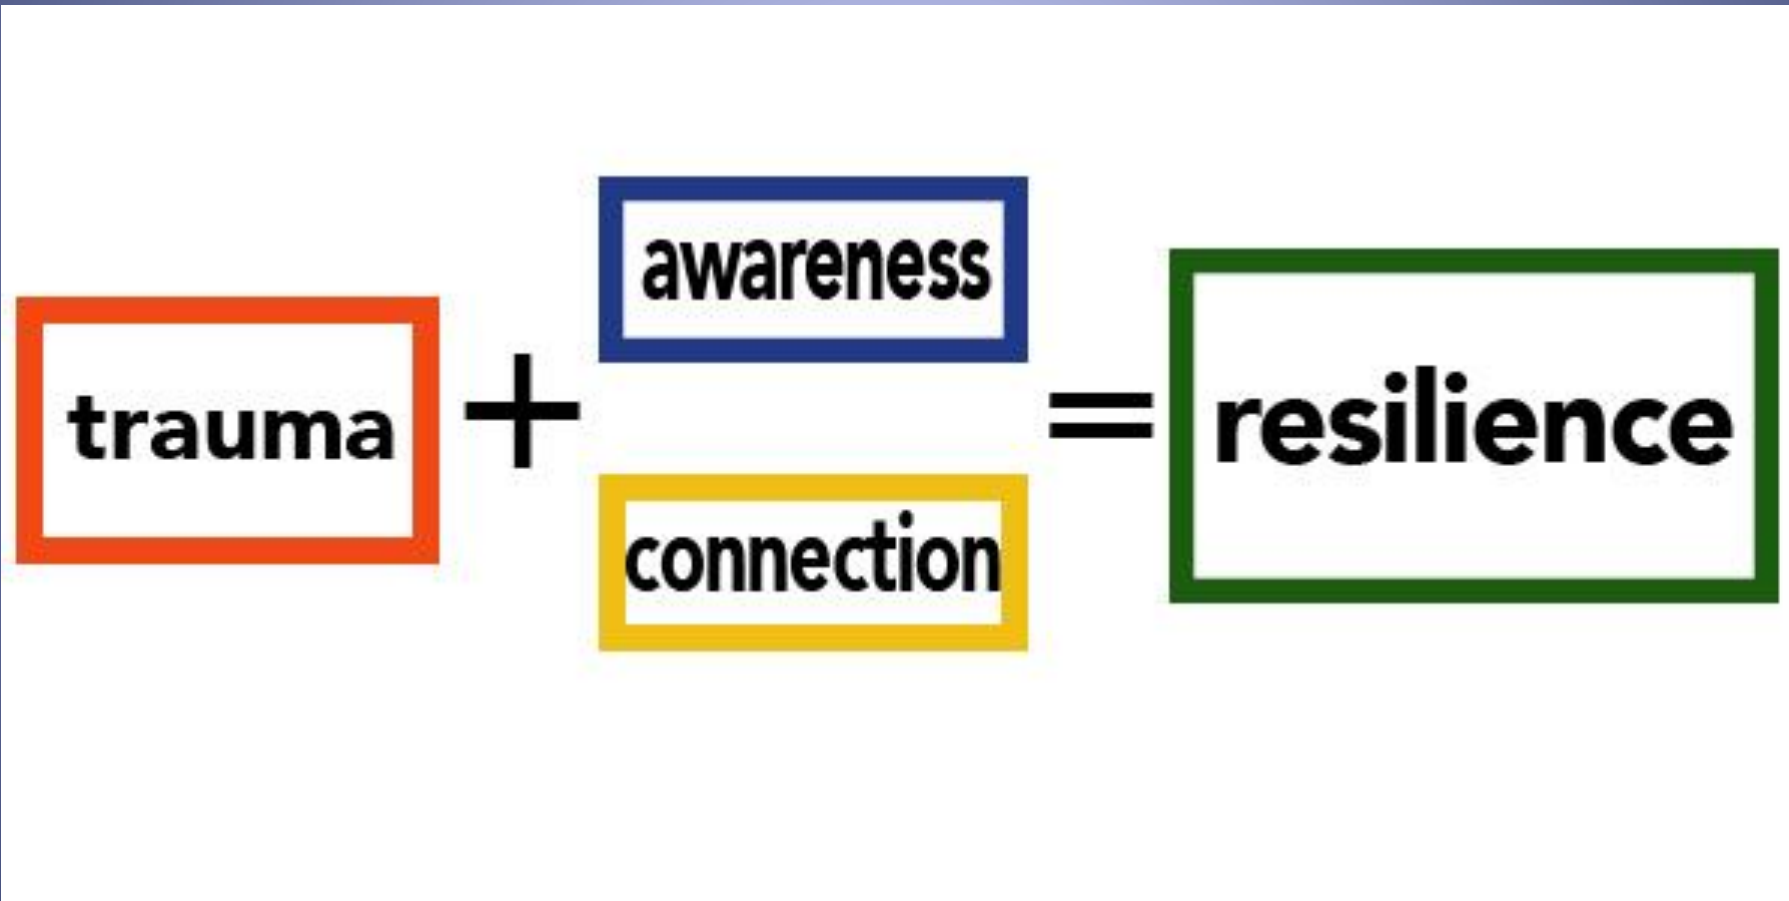 trauma
+
awareness
connection
=
resilience